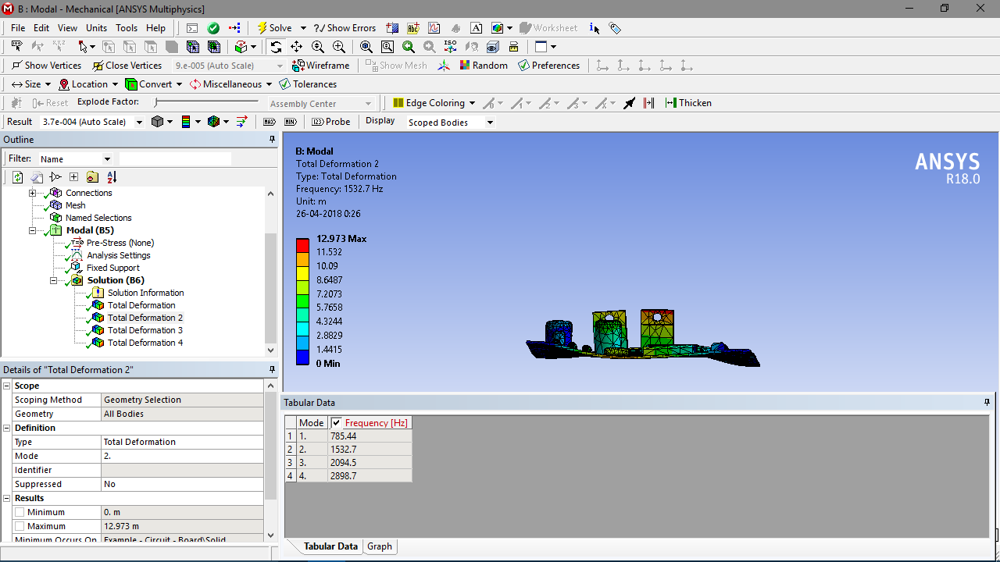 B : Modal - Mechanical [ANSYS Multiphysics]
File Edit View Units Tools Help Solve ?/ Show Errors Worksheet
Show Vertices Close Vertices 9.e-005 (Auto Scale) Wireframe Show Mesh Random Preferences
Size Location Convert Miscellaneous Tolerances
Reset Explode Factor: Assembly Center Edge Coloring Thicken
Result 3.7e-004 (Auto Scale) MAX MIN 123 Probe Display Scoped Bodies
Outline
Filter: Name
Connections
Mesh
Named Selections
Modal (B5)
Pre-Stress (None)
Analysis Settings
Fixed Support
Solution (B6)
Solution Information
Total Deformation
Total Deformation 2
Total Deformation 3
Total Deformation 4
Details of "Total Deformation 2"
Scope
Scoping Method Geometry Selection
Geometry All Bodies
Definition
Type Total Deformation
Mode 2.
Identifier
Suppressed No
Results
Minimum 0. m
Maximum 12.973 m
Minimum Occurs On Example - Circuit - Board\Solid
B: Modal
Total Deformation 2
Type: Total Deformation
Frequency: 1532.7 Hz
Unit: m
26-04-2018 0:26
12.973 Max
11.532
10.09
8.6487
7.2073
5.7658
4.3244
2.8829
1.4415
0 Min
ANSYS
R18.0
Tabular Data
Mode Frequency [Hz]
1 1. 785.44
2 2. 1532.7
3 3. 2094.5
4 4. 2898.7
Tabular Data Graph